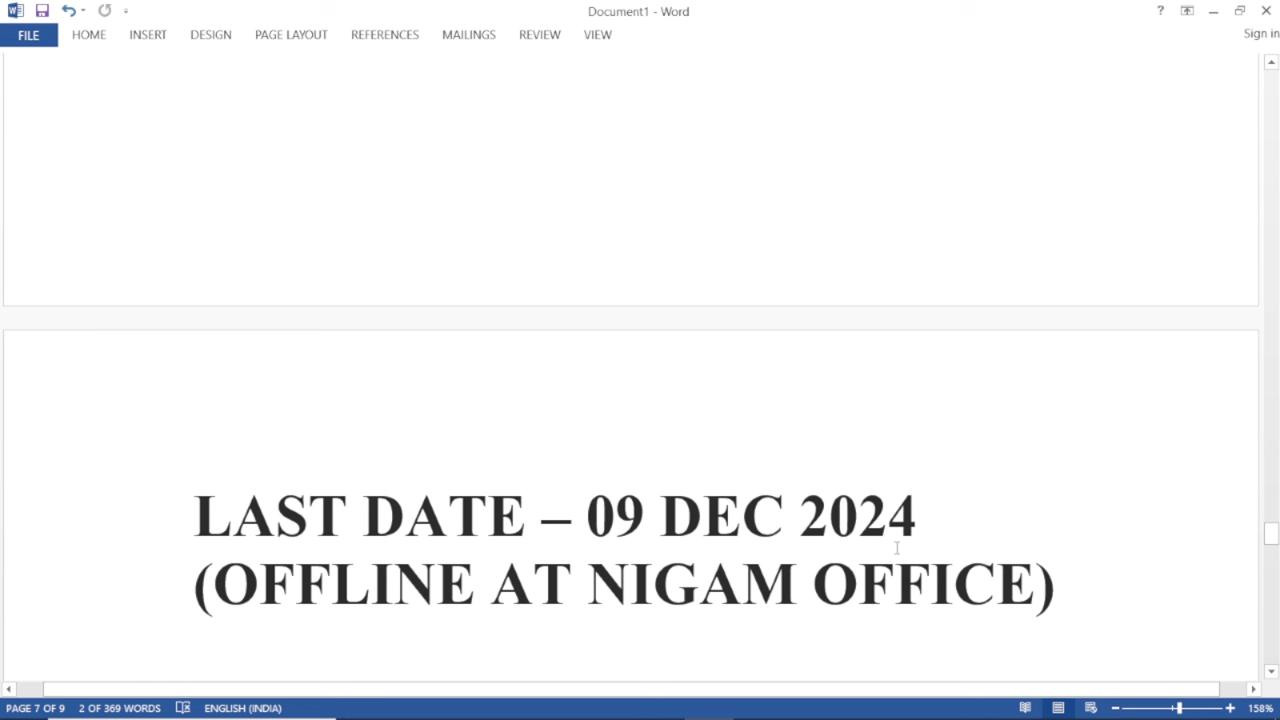 Document1 - Word
?
FILE HOME INSERT DESIGN PAGE LAYOUT REFERENCES MAILINGS REVIEW VIEW
Sign in
LAST DATE – 09 DEC 2024
(OFFLINE AT NIGAM OFFICE)
PAGE 7 OF 9 2 OF 369 WORDS ENGLISH (INDIA) 158%